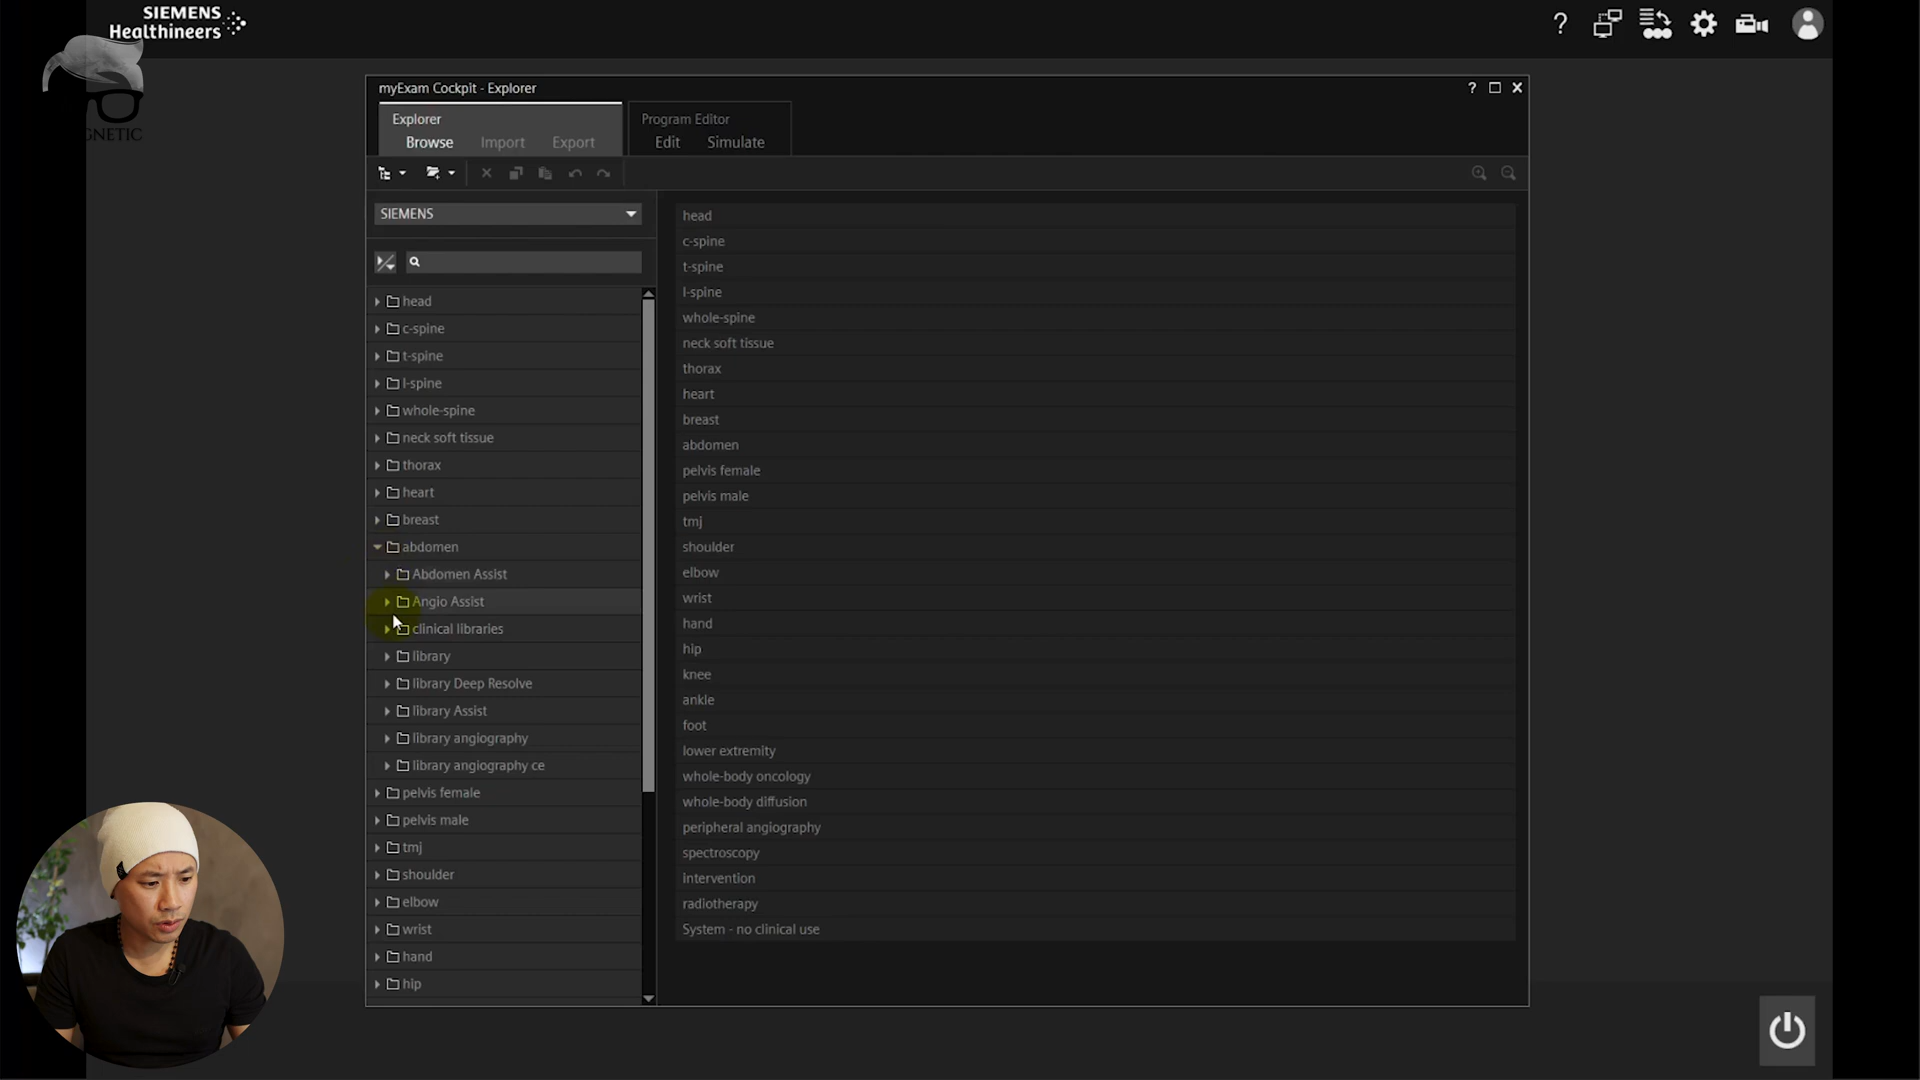 SIEMENS
Healthineers
GNETIC
myExam Cockpit - Explorer
Explorer
Browse Import Export
Program Editor
Edit Simulate
SIEMENS
head
c-spine
t-spine
l-spine
whole-spine
neck soft tissue
thorax
heart
breast
abdomen
Abdomen Assist
Angio Assist
clinical libraries
library
library Deep Resolve
library Assist
library angiography
library angiography ce
pelvis female
pelvis male
tmj
shoulder
elbow
wrist
hand
hip
head
c-spine
t-spine
l-spine
whole-spine
neck soft tissue
thorax
heart
breast
abdomen
pelvis female
pelvis male
tmj
shoulder
elbow
wrist
hand
hip
knee
ankle
foot
lower extremity
whole-body oncology
whole-body diffusion
peripheral angiography
spectroscopy
intervention
radiotherapy
System - no clinical use